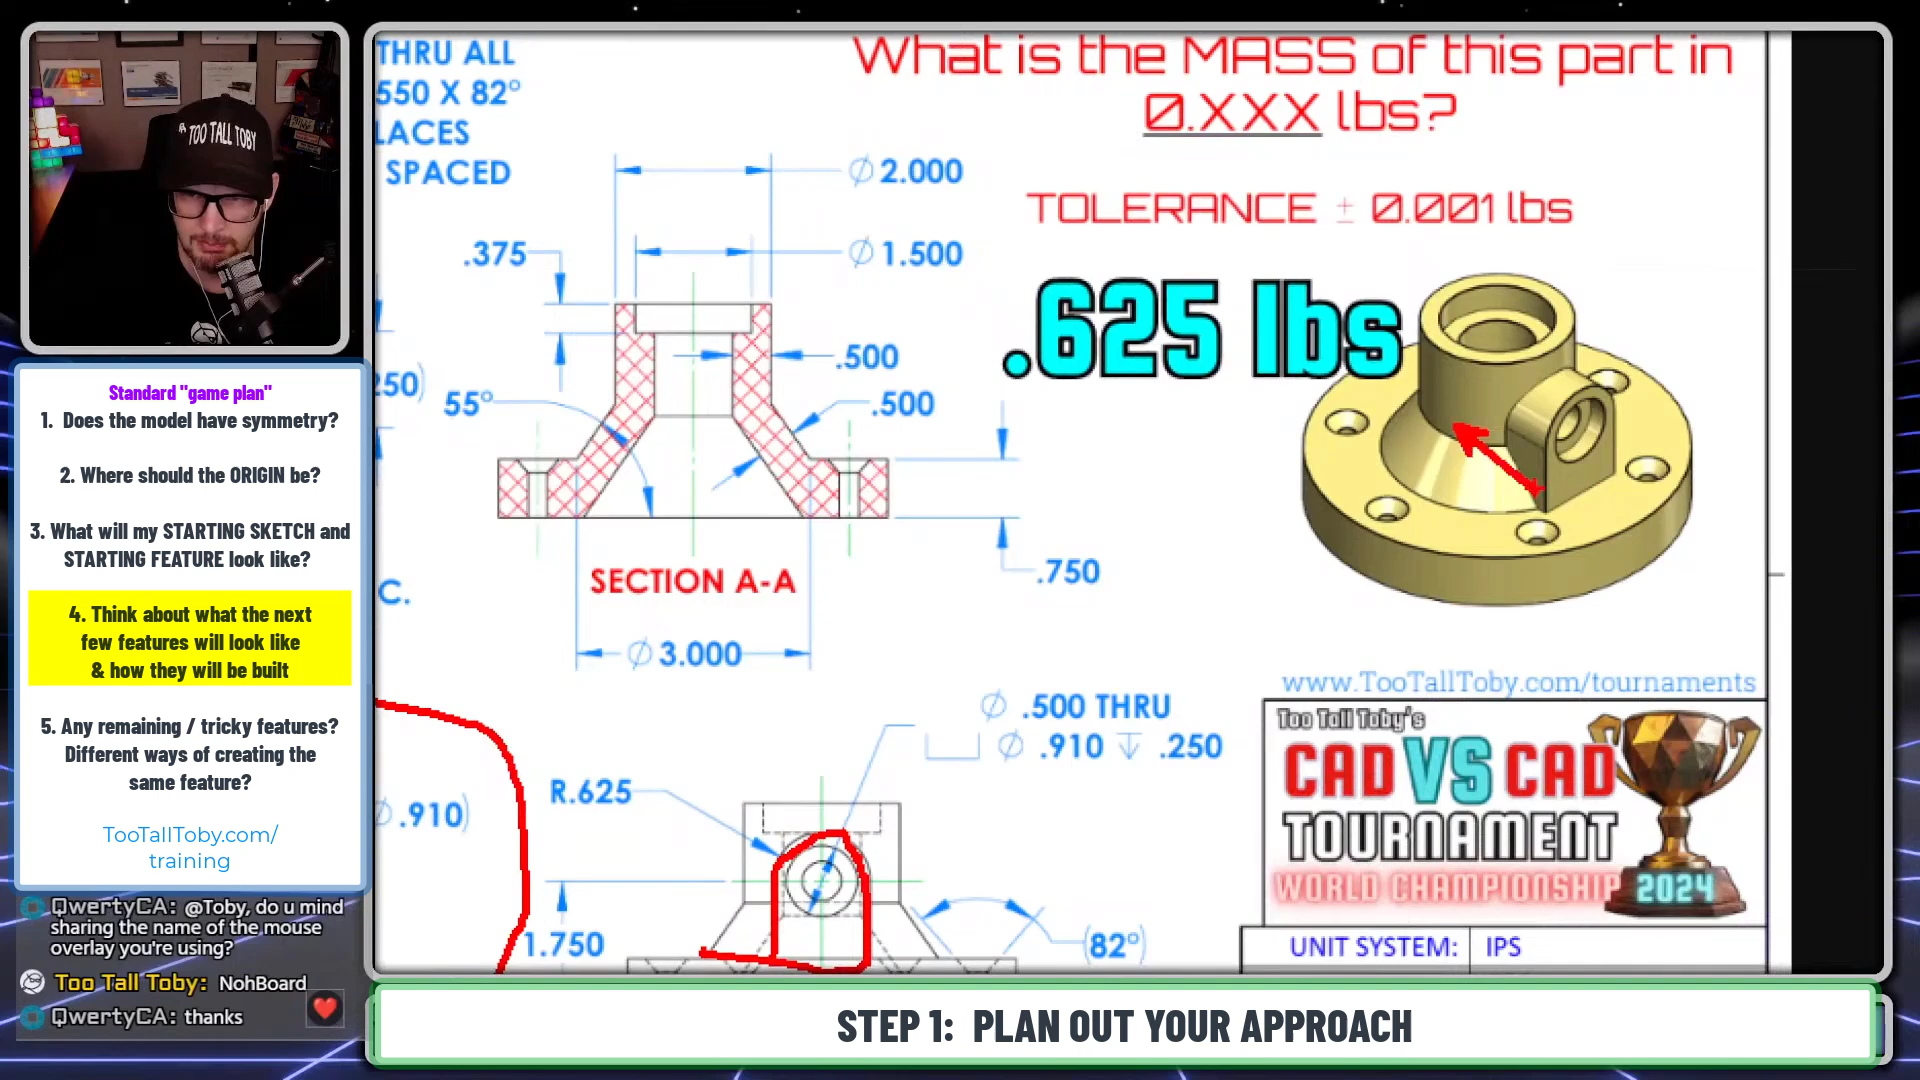 THRU ALL
550 X 82°
LACES
SPACED
What is the MASS of this part in
0.XXX lbs?
TOLERANCE ± 0.001 lbs
∅ 2.000
.375
∅ 1.500
.625 lbs
.500
250)
55°
.500
.750
SECTION A-A
C.
∅ 3.000
∅ .500 THRU
⌴ ∅ .910 ↧ .250
R.625
∅ .910)
1.750
(82°)
www.TooTallToby.com/tournaments
Too Tall Toby's
CAD VS CAD
TOURNAMENT
WORLD CHAMPIONSHIP 2024
UNIT SYSTEM: IPS
TOO TALL TOBY
Standard "game plan"
1. Does the model have symmetry?
2. Where should the ORIGIN be?
3. What will my STARTING SKETCH and
STARTING FEATURE look like?
4. Think about what the next
few features will look like
& how they will be built
5. Any remaining / tricky features?
Different ways of creating the
same feature?
TooTallToby.com/
training
QwertyCA: @Toby, do u mind
sharing the name of the mouse
overlay you're using?
Too Tall Toby: NohBoard
QwertyCA: thanks
STEP 1: PLAN OUT YOUR APPROACH